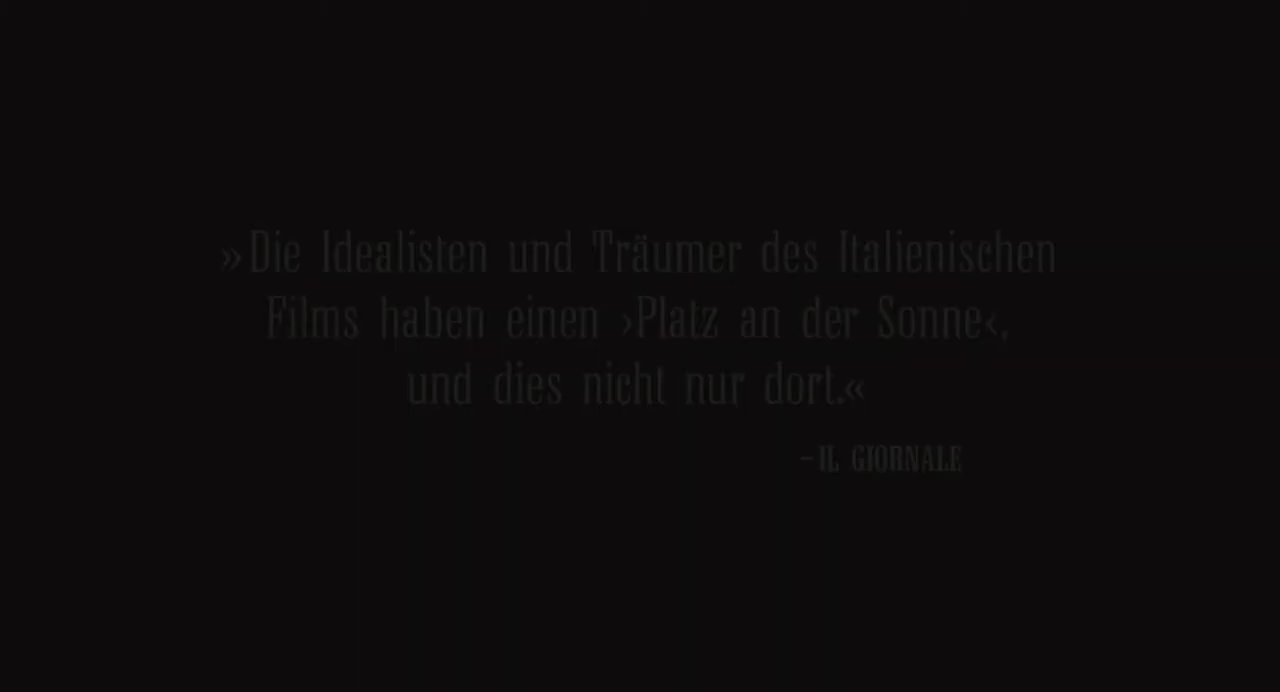 »Die Idealisten und Träumer des Italienischen
Films haben einen ›Platz an der Sonne‹,
und dies nicht nur dort.«
– IL GIORNALE